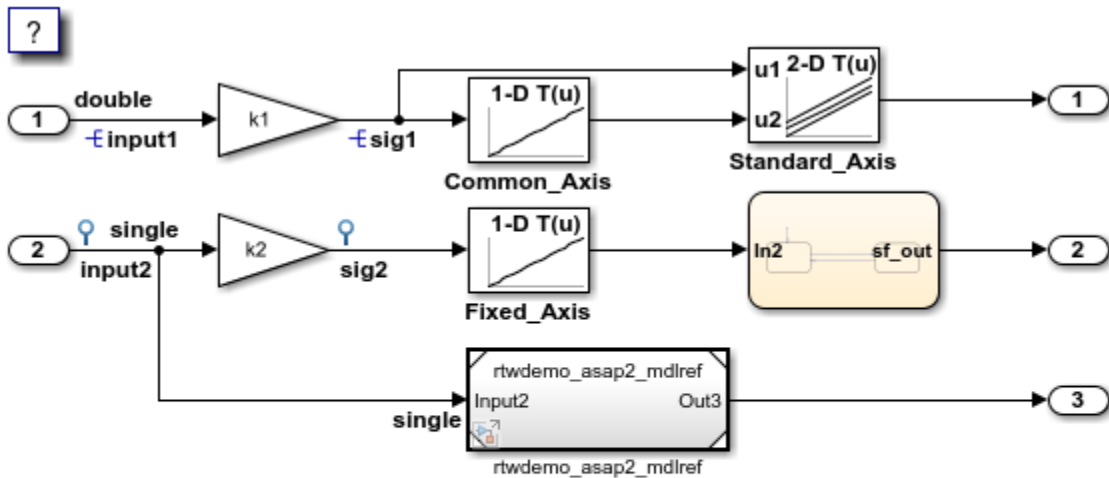 ?
double
1
input1
k1
sig1
1-D T(u)
Common_Axis
u1
2-D T(u)
u2
Standard_Axis
1
2
single
input2
k2
sig2
1-D T(u)
Fixed_Axis
In2
sf_out
2
single
rtwdemo_asap2_mdlref
Input2
Out3
rtwdemo_asap2_mdlref
3